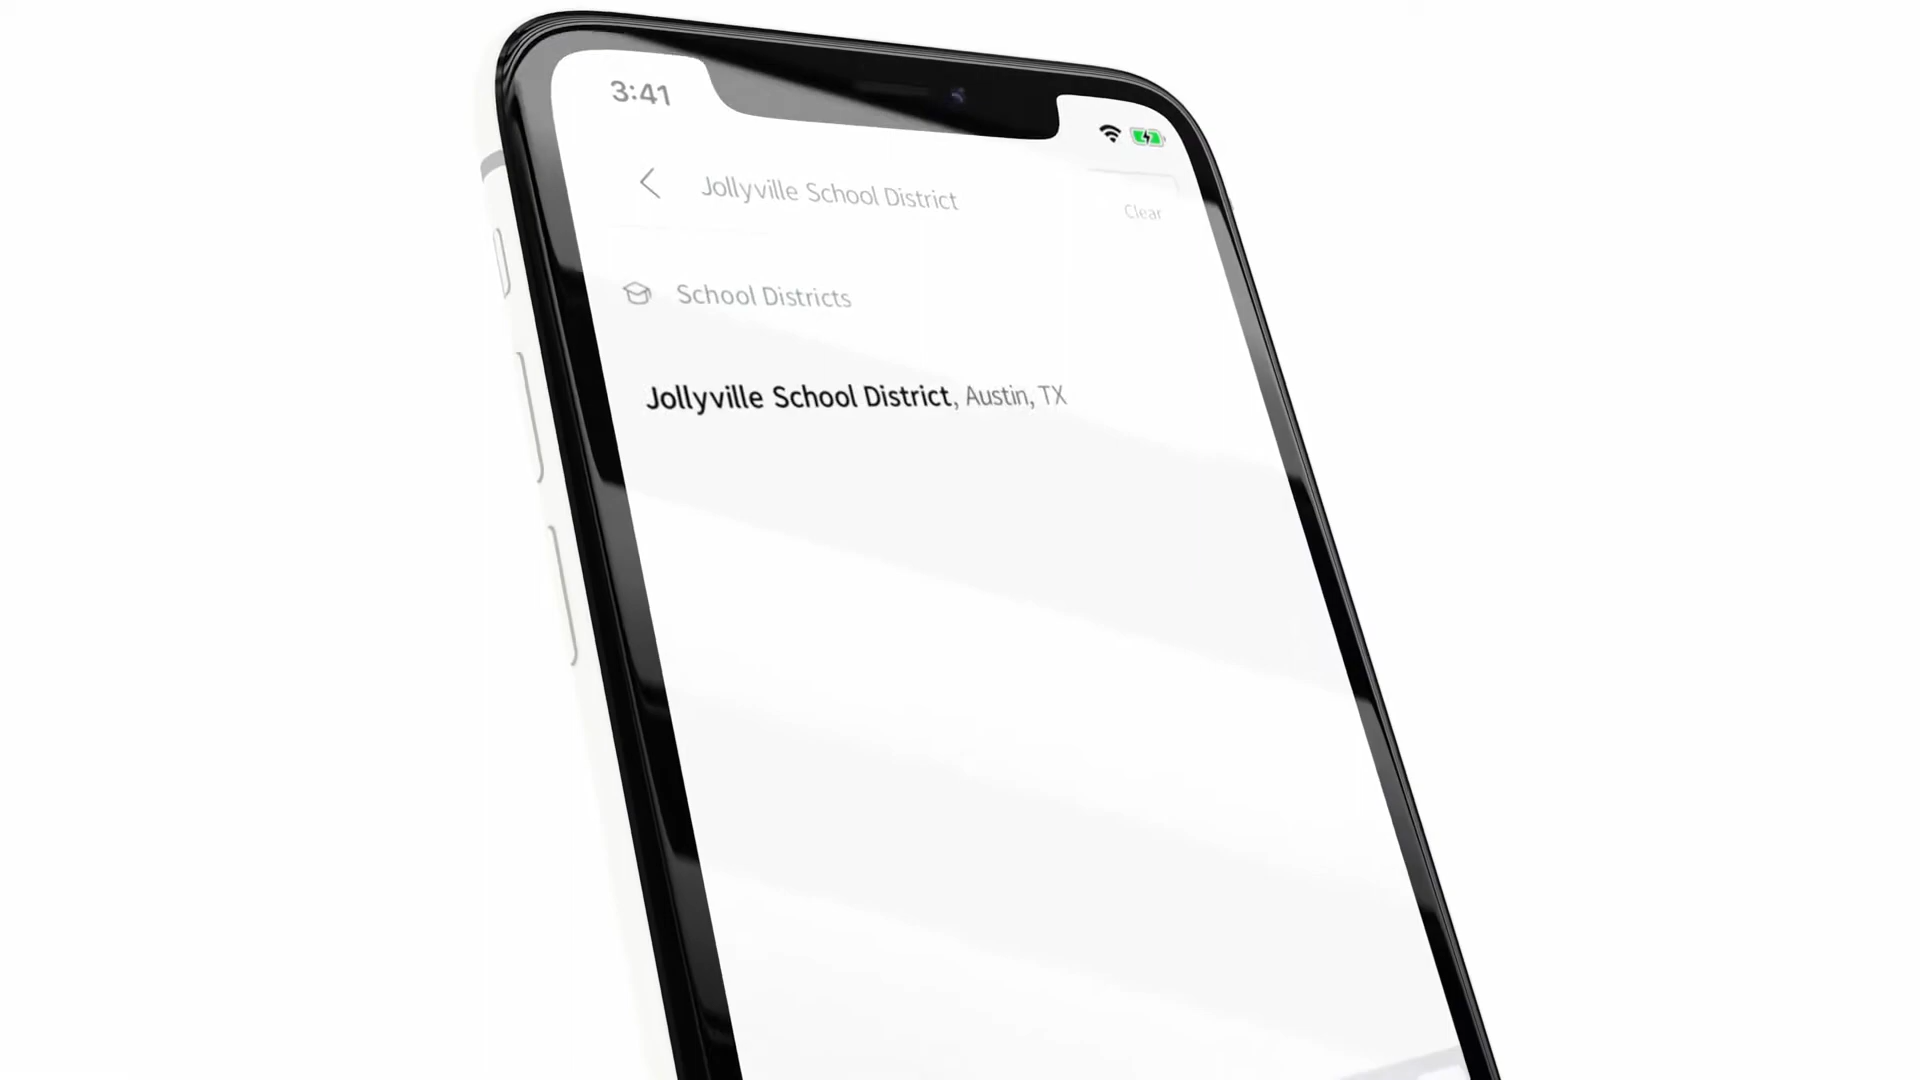 3:41
Jollyville School District
Clear
School Districts
Jollyville School District, Austin, TX